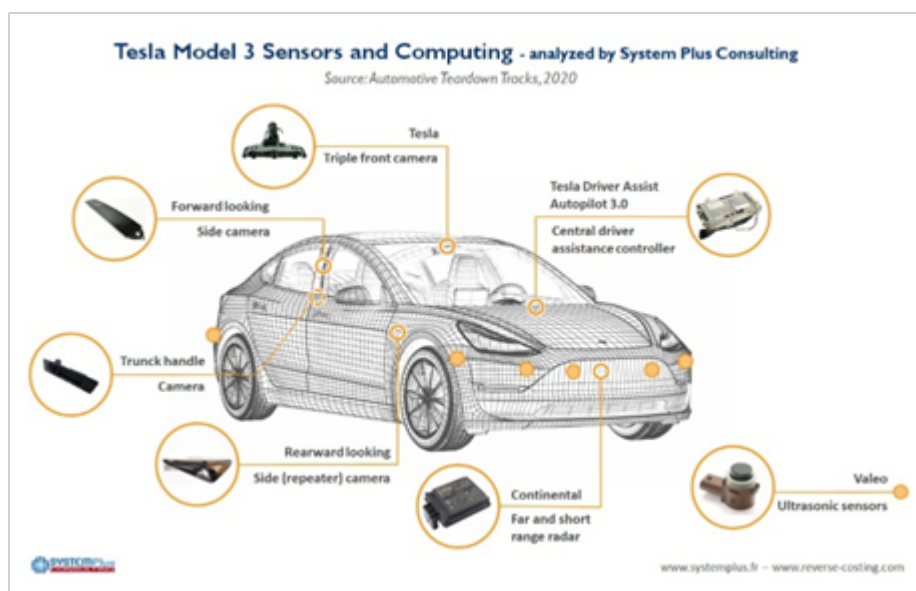 Tesla Model 3 Sensors and Computing - analyzed by System Plus Consulting
Source: Automotive Teardown Tracks, 2020
Tesla
Triple front camera
Forward looking
Side camera
Tesla Driver Assist
Autopilot 3.0
Central driver
assistance controller
Trunck handle
Camera
Rearward looking
Side (repeater) camera
Continental
Far and short
range radar
Valeo
Ultrasonic sensors
SYSTEMPlus
CONSULTING
www.systemplus.fr – www.reverse-costing.com